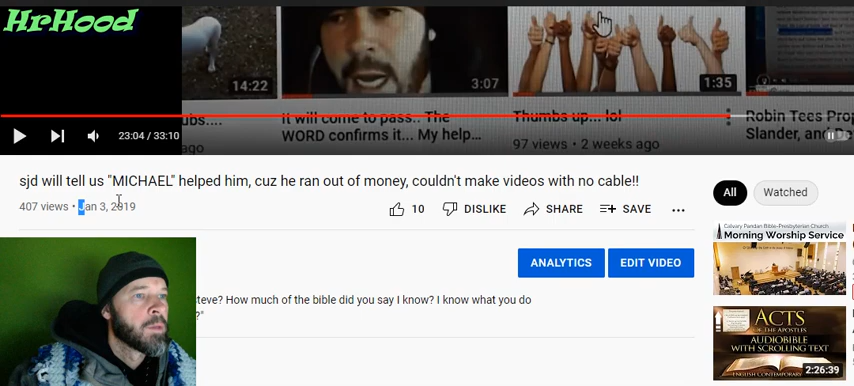 HrHood
14:22
3:07
1:35
ubs....
It will come to pass.. The
WORD confirms it... My help...
Thumbs up... lol
Robin Tees Prop
Slander, and
ago
97 views • 2 weeks ago
23:04 / 33:10
sjd will tell us "MICHAEL" helped him, cuz he ran out of money, couldn't make videos with no cable!!
407 views • Jan 3, 2019
10 DISLIKE SHARE SAVE
All Watched
Calvary Pandan Bible-Presbyterian Church
Morning Worship Service
ANALYTICS EDIT VIDEO
steve? How much of the bible did you say I know? I know what you do
?"
ACTS
OF THE APOSTLES
AUDIOBIBLE
WITH SCROLLING TEXT
ENGLISH CONTEMPORARY
2:26:39